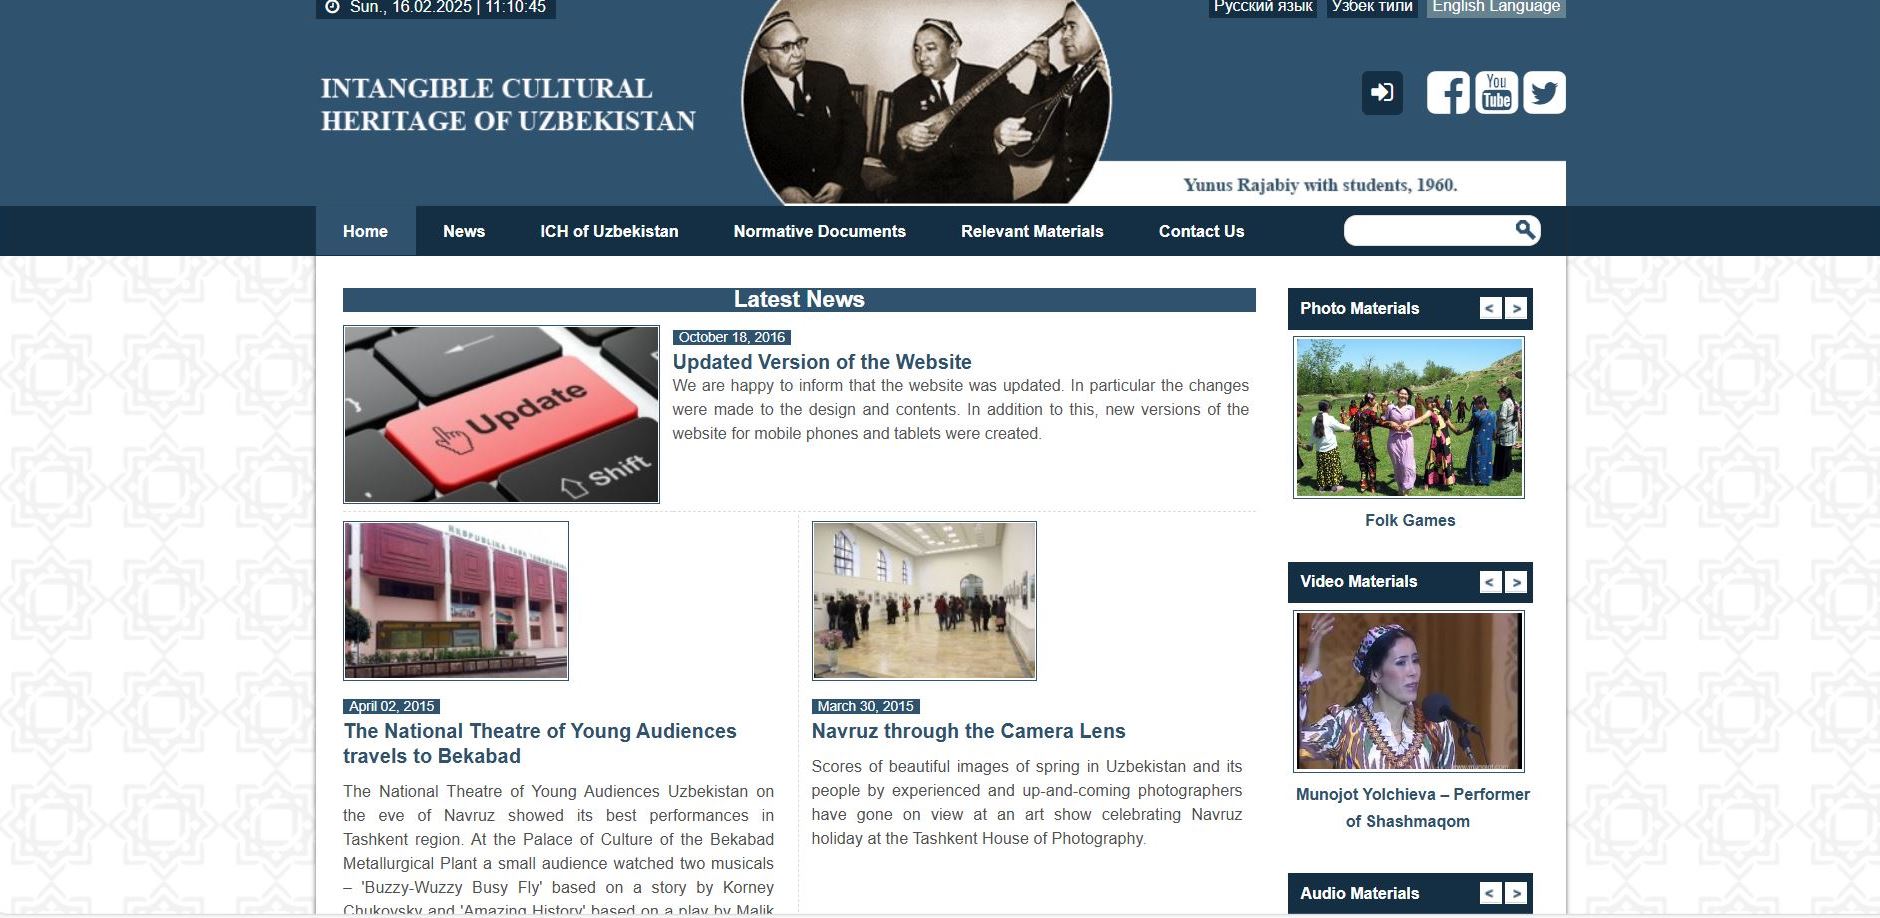 Sun., 16.02.2025 | 11:10:45
Русский язык Ўзбек тили English Language
INTANGIBLE CULTURAL
HERITAGE OF UZBEKISTAN
You
Tube
Yunus Rajabiy with students, 1960.
Home News ICH of Uzbekistan Normative Documents Relevant Materials Contact Us
Latest News
Update
Shift
October 18, 2016
Updated Version of the Website
We are happy to inform that the website was updated. In particular the changes
were made to the design and contents. In addition to this, new versions of the
website for mobile phones and tablets were created.
April 02, 2015
The National Theatre of Young Audiences
travels to Bekabad
The National Theatre of Young Audiences Uzbekistan on
the eve of Navruz showed its best performances in
Tashkent region. At the Palace of Culture of the Bekabad
Metallurgical Plant a small audience watched two musicals
– 'Buzzy-Wuzzy Busy Fly' based on a story by Korney
Chukovsky and 'Amazing History' based on a play by Malik
March 30, 2015
Navruz through the Camera Lens
Scores of beautiful images of spring in Uzbekistan and its
people by experienced and up-and-coming photographers
have gone on view at an art show celebrating Navruz
holiday at the Tashkent House of Photography.
Photo Materials < >
Folk Games
Video Materials < >
Munojot Yolchieva – Performer
of Shashmaqom
Audio Materials < >